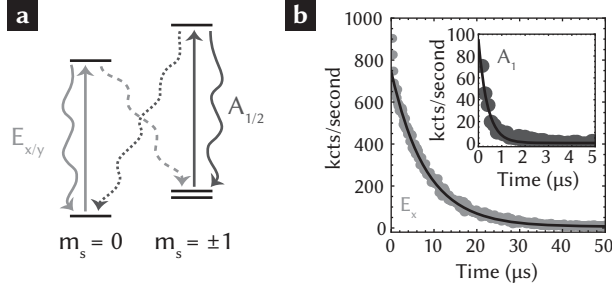 a
E x/y
A 1/2
m s = 0
m s = ±1
b
kcts/second
1000
800
600
400
200
0
E x
0 10 20 30 40 50
Time (μs)
kcts/second
100
80
60
40
20
0
A 1
0 1 2 3 4 5
Time (μs)